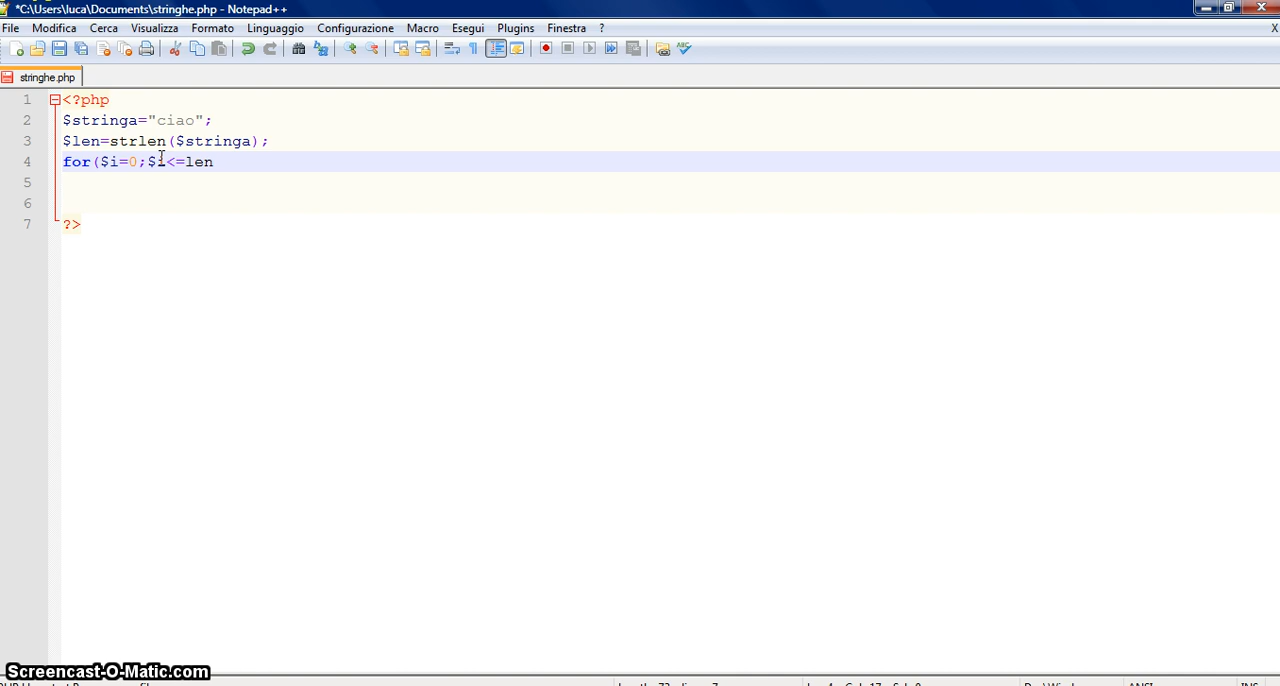 *C:\Users\luca\Documents\stringhe.php - Notepad++
File Modifica Cerca Visualizza Formato Linguaggio Configurazione Macro Esegui Plugins Finestra ? X
stringhe.php
1 <?php
2 $stringa="ciao";
3 $len=strlen($stringa);
4 for($i=0;$i<=len
5
6
7 ?>
Screencast-O-Matic.com